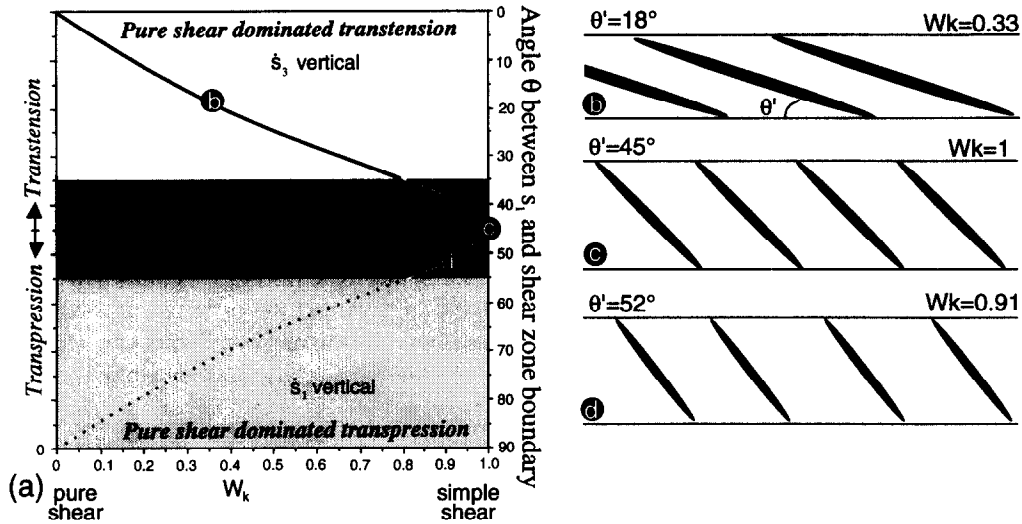 Pure shear dominated transtension
ṡ3 vertical
b
c
ṡ1 vertical
Pure shear dominated transpression
Transpression ↔ Transtension
0
0
10
20
30
40
50
60
70
80
90
Angle θ between s1 and shear zone boundary
0
0.1
0.2
0.3
0.4
0.5
0.6
0.7
0.8
0.9
1.0
(a)
pure shear
Wk
simple shear
θ'=18°
Wk=0.33
θ'
b
θ'=45°
Wk=1
c
θ'=52°
Wk=0.91
d